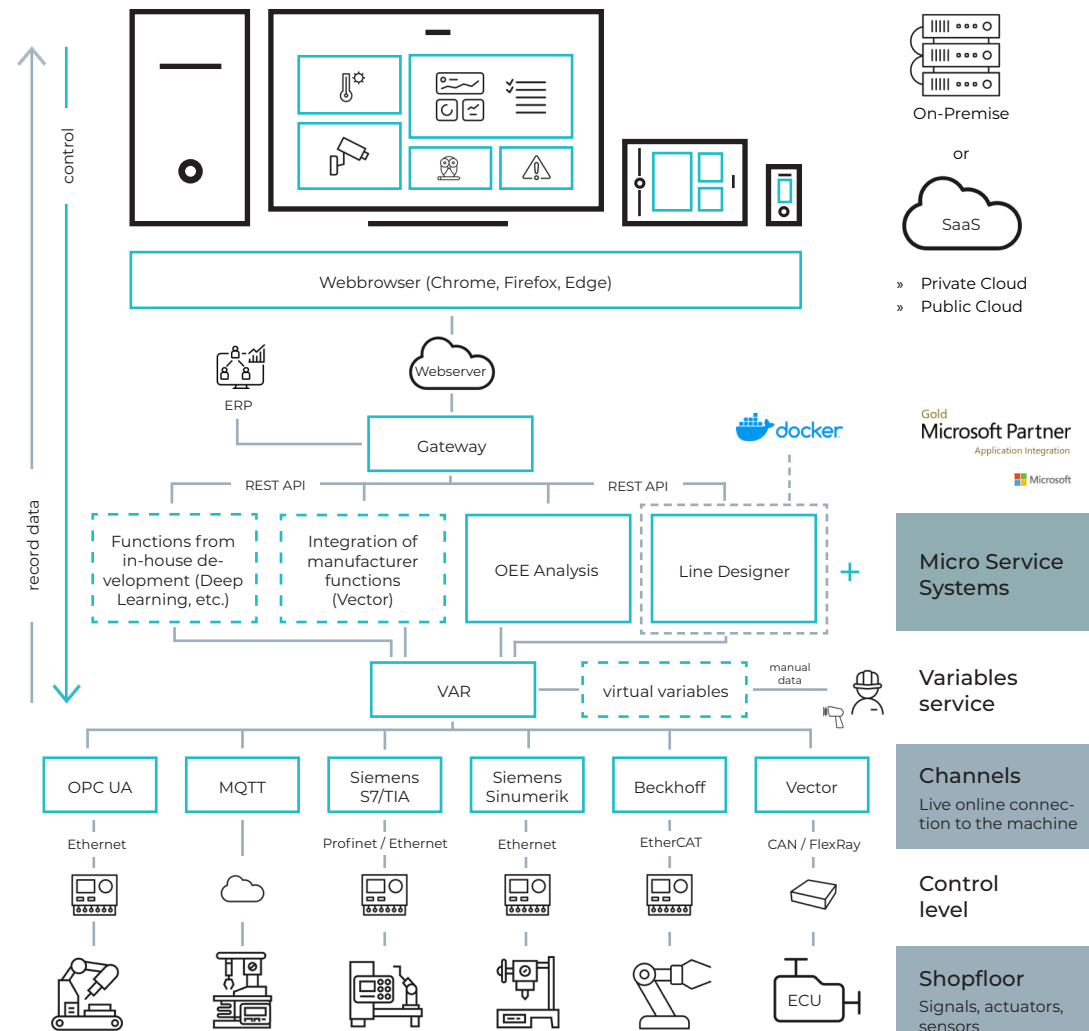 On-Premise
control
or
SaaS
Webbrowser (Chrome, Firefox, Edge)
» Private Cloud
» Public Cloud
Webserver
ERP
Gold
Microsoft Partner
Application Integration
docker
Gateway
Microsoft
REST API
REST API
record data
Functions from
in-house de-
velopment (Deep
Learning, etc.)
Integration of
manufacturer
functions
(Vector)
OEE Analysis
Line Designer
+
Micro Service
Systems
VAR
virtual variables
manual
data
Variables
service
OPC UA
MQTT
Siemens
S7/TIA
Siemens
Sinumerik
Beckhoff
Vector
Channels
Live online connec-
tion to the machine
Ethernet
Profinet / Ethernet
Ethernet
EtherCAT
CAN / FlexRay
Control
level
ECU
Shopfloor
Signals, actuators,
sensors